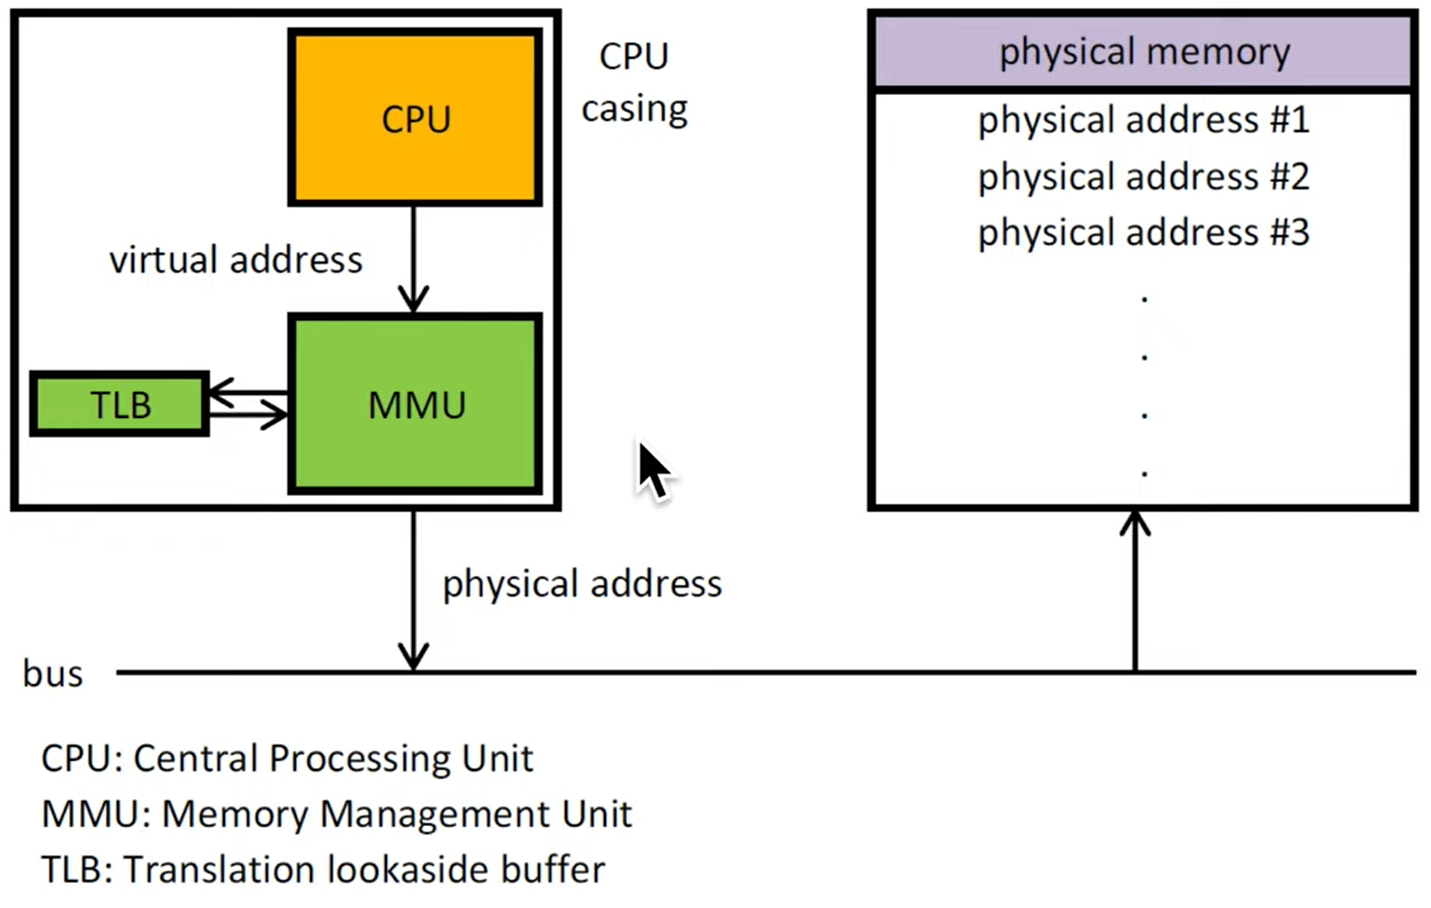 CPU
CPU
casing
virtual address
TLB
MMU
physical address
bus
physical memory
physical address #1
physical address #2
physical address #3
.
.
.
.
CPU: Central Processing Unit
MMU: Memory Management Unit
TLB: Translation lookaside buffer